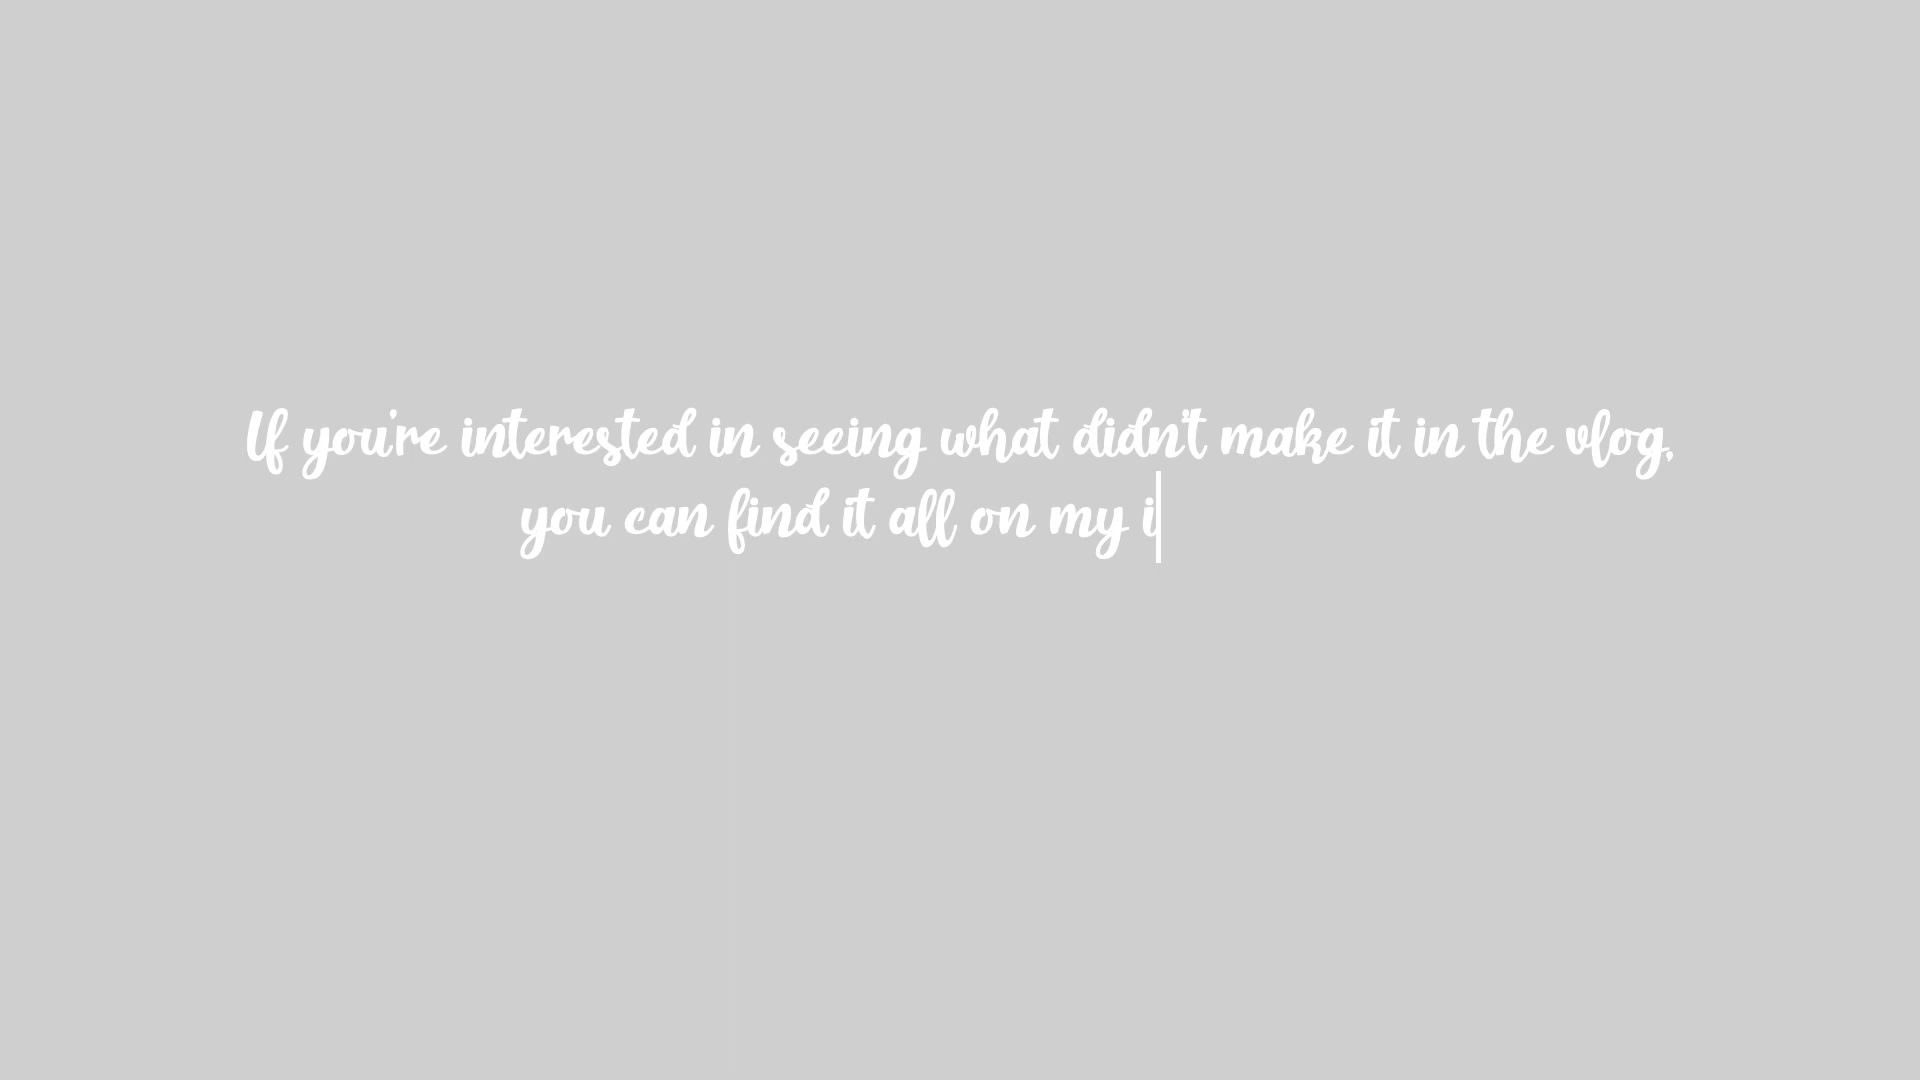 If you're interested in seeing what didn't make it in the vlog,
you can find it all on my i